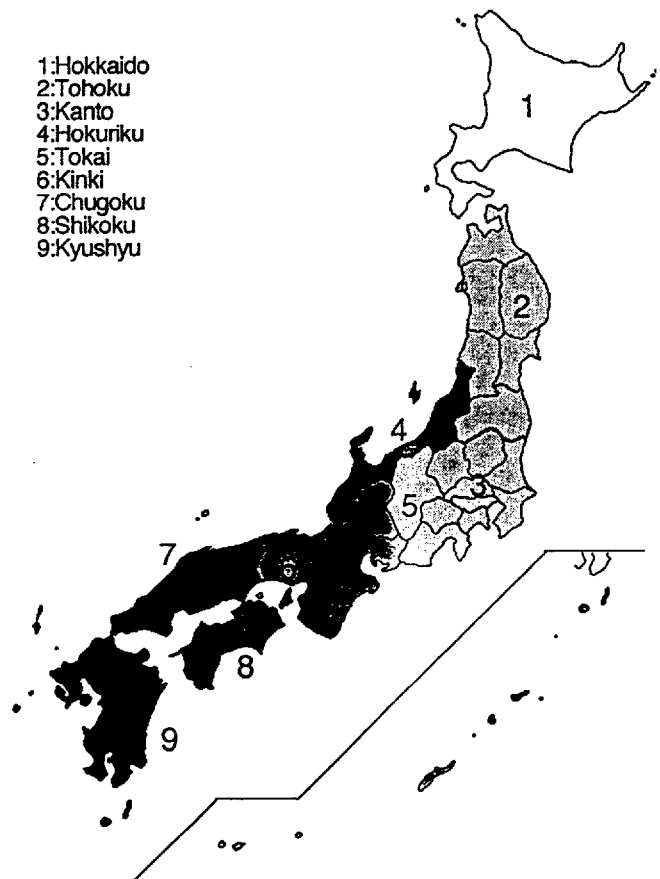 1:Hokkaido
2:Tohoku
3:Kanto
4:Hokuriku
5:Tokai
6:Kinki
7:Chugoku
8:Shikoku
9:Kyushyu
1
2
4
3
5
7
8
9